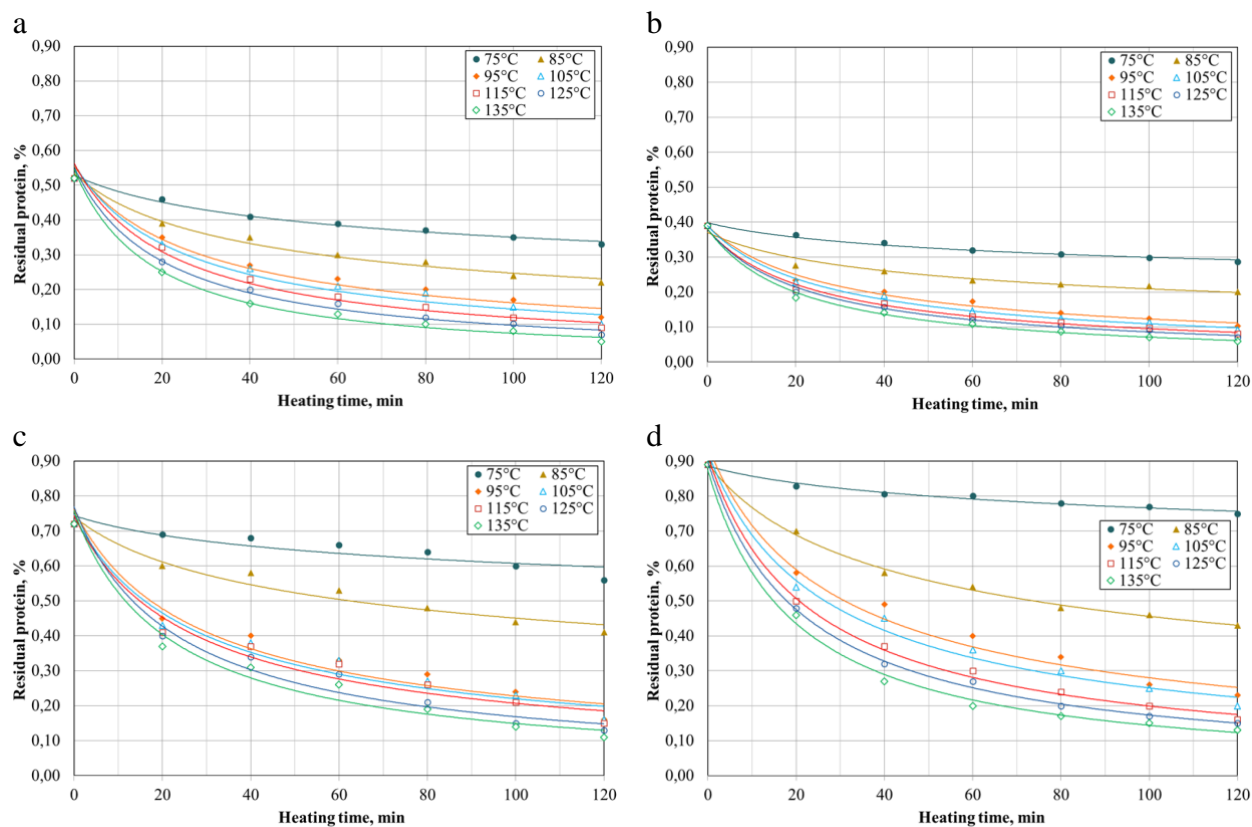 a
0,90
0,80
0,70
0,60
0,50
0,40
0,30
0,20
0,10
0,00
Residual protein, %
75°C 85°C
95°C 105°C
115°C 125°C
135°C
0 20 40 60 80 100 120
Heating time, min
b
0,90
0,80
0,70
0,60
0,50
0,40
0,30
0,20
0,10
0,00
Residual protein, %
75°C 85°C
95°C 105°C
115°C 125°C
135°C
0 20 40 60 80 100 120
Heating time, min
c
0,90
0,80
0,70
0,60
0,50
0,40
0,30
0,20
0,10
0,00
Residual protein, %
75°C 85°C
95°C 105°C
115°C 125°C
135°C
0 20 40 60 80 100 120
Heating time, min
d
0,90
0,80
0,70
0,60
0,50
0,40
0,30
0,20
0,10
0,00
Residual protein, %
75°C 85°C
95°C 105°C
115°C 125°C
135°C
0 20 40 60 80 100 120
Heating time, min